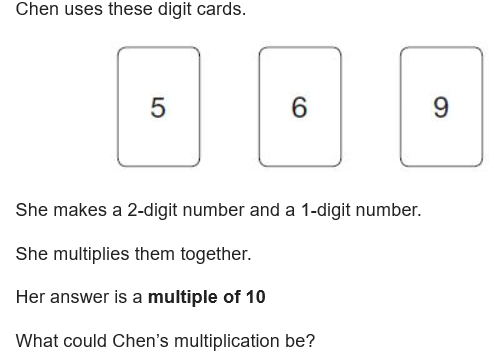 Chen uses these digit cards.
5 6 9
She makes a 2-digit number and a 1-digit number.
She multiplies them together.
Her answer is a multiple of 10
What could Chen’s multiplication be?